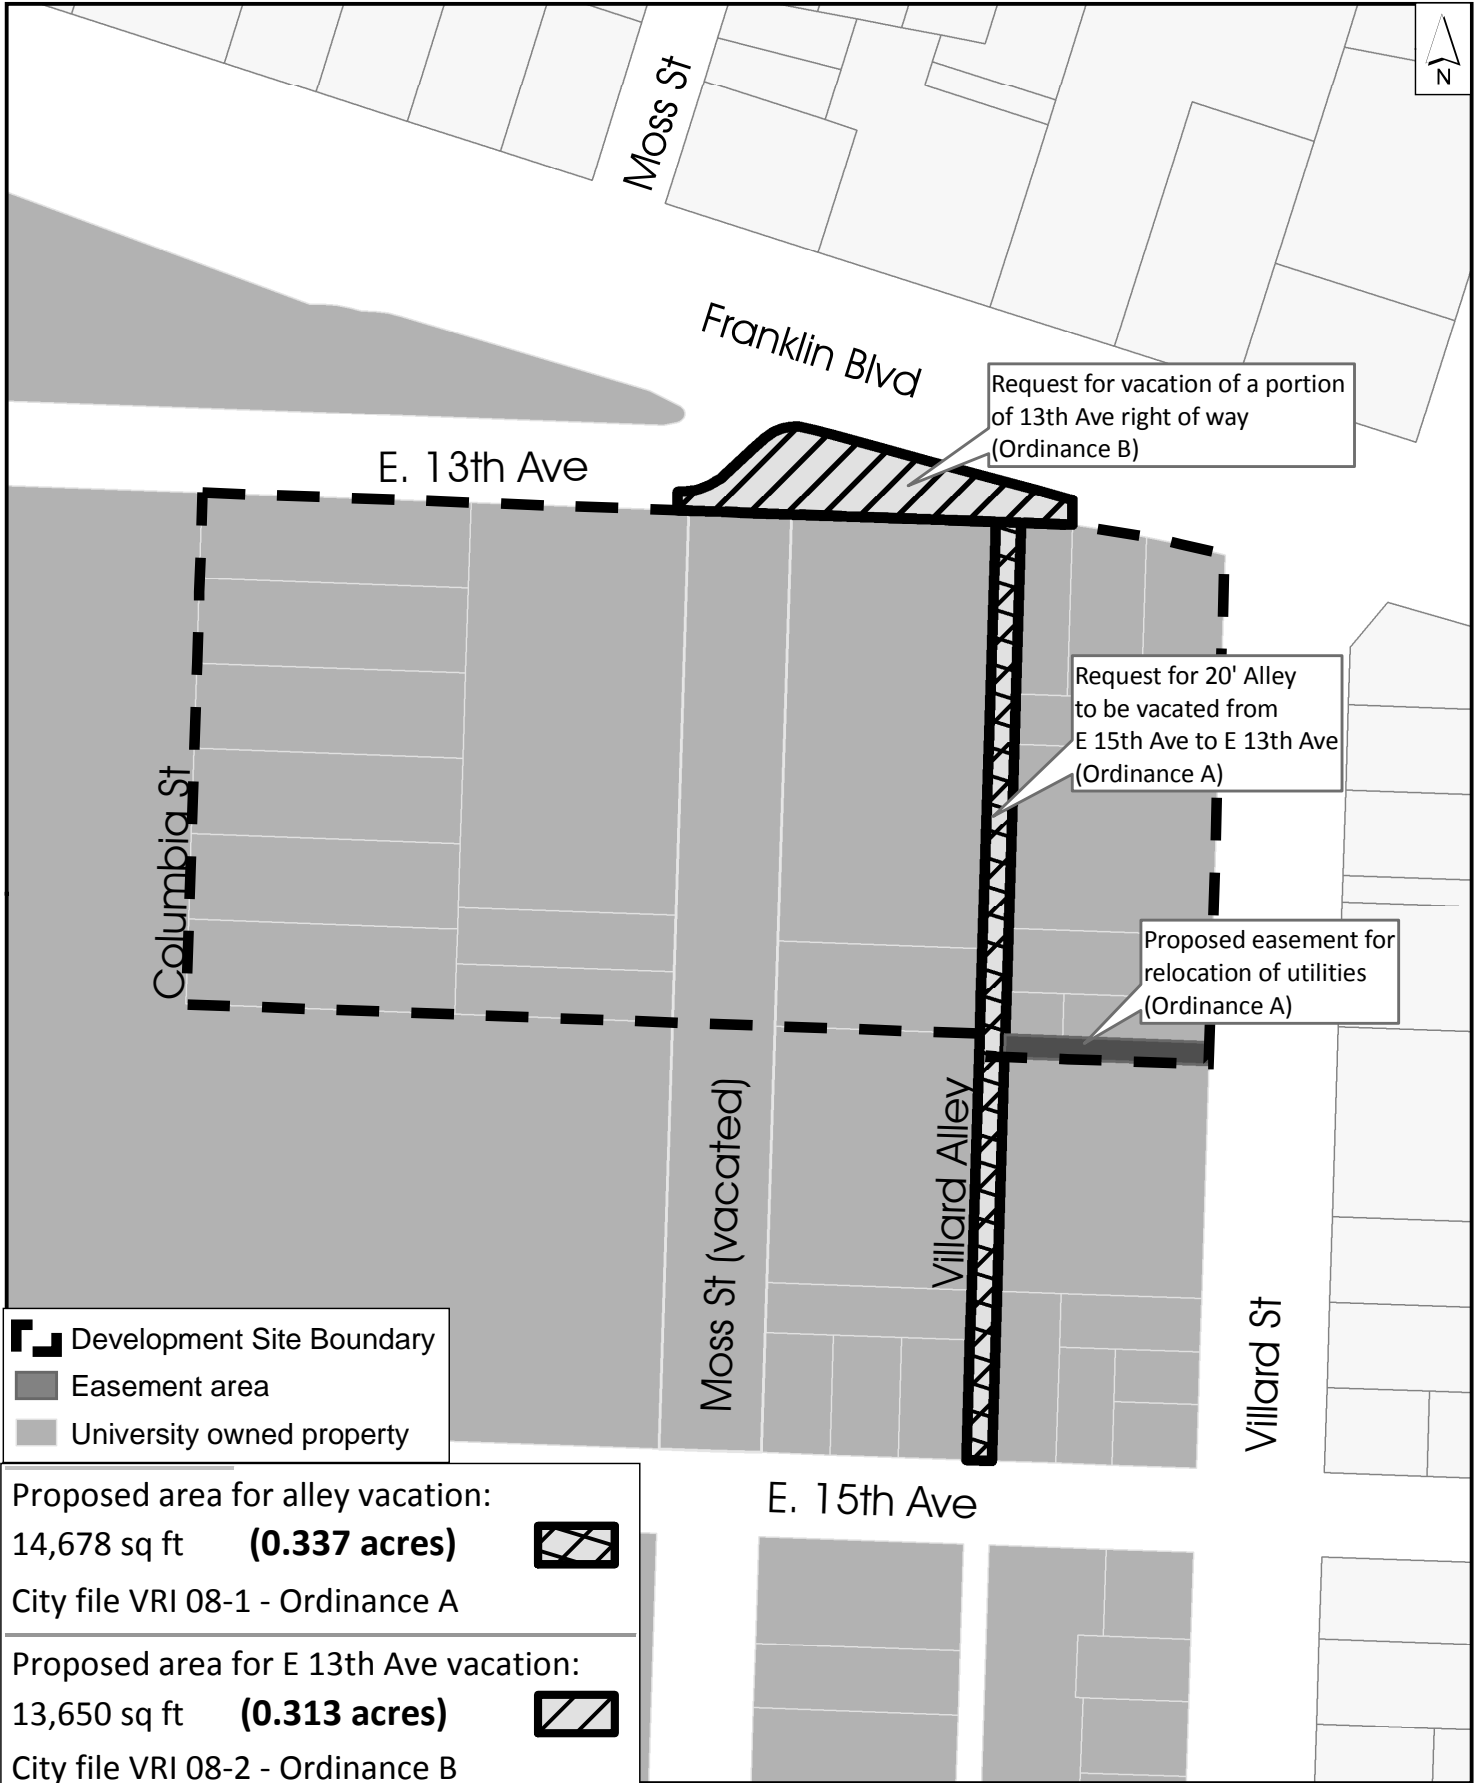 N
Moss St
Franklin Blvd
Request for vacation of a portion
of 13th Ave right of way
(Ordinance B)
E. 13th Ave
Request for 20' Alley
to be vacated from
E 15th Ave to E 13th Ave
(Ordinance A)
Columbia St
Proposed easement for
relocation of utilities
(Ordinance A)
Moss St (vacated)
Villard Alley
Villard St
Development Site Boundary
Easement area
University owned property
E. 15th Ave
Proposed area for alley vacation:
14,678 sq ft (0.337 acres)
City file VRI 08-1 - Ordinance A
Proposed area for E 13th Ave vacation:
13,650 sq ft (0.313 acres)
City file VRI 08-2 - Ordinance B